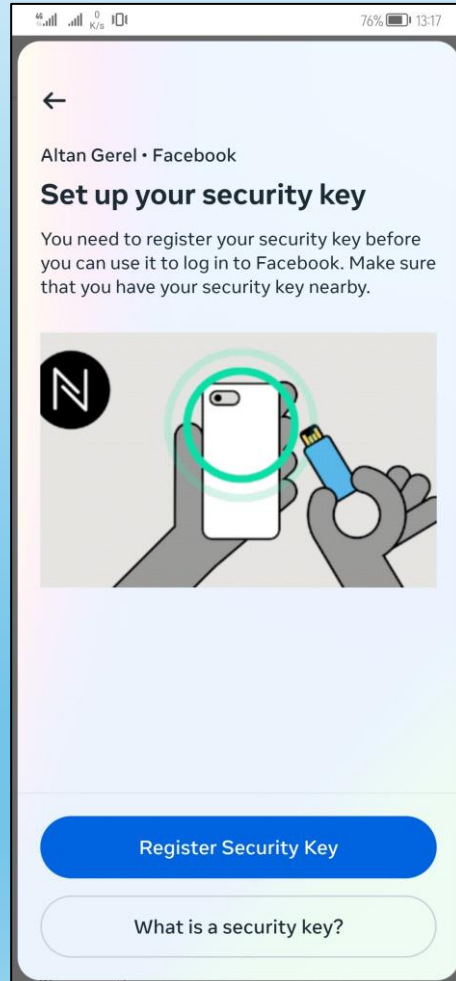 46 0 K/s 76% 13:17
Altan Gerel • Facebook
Set up your security key
You need to register your security key before
you can use it to log in to Facebook. Make sure
that you have your security key nearby.
N
Register Security Key
What is a security key?